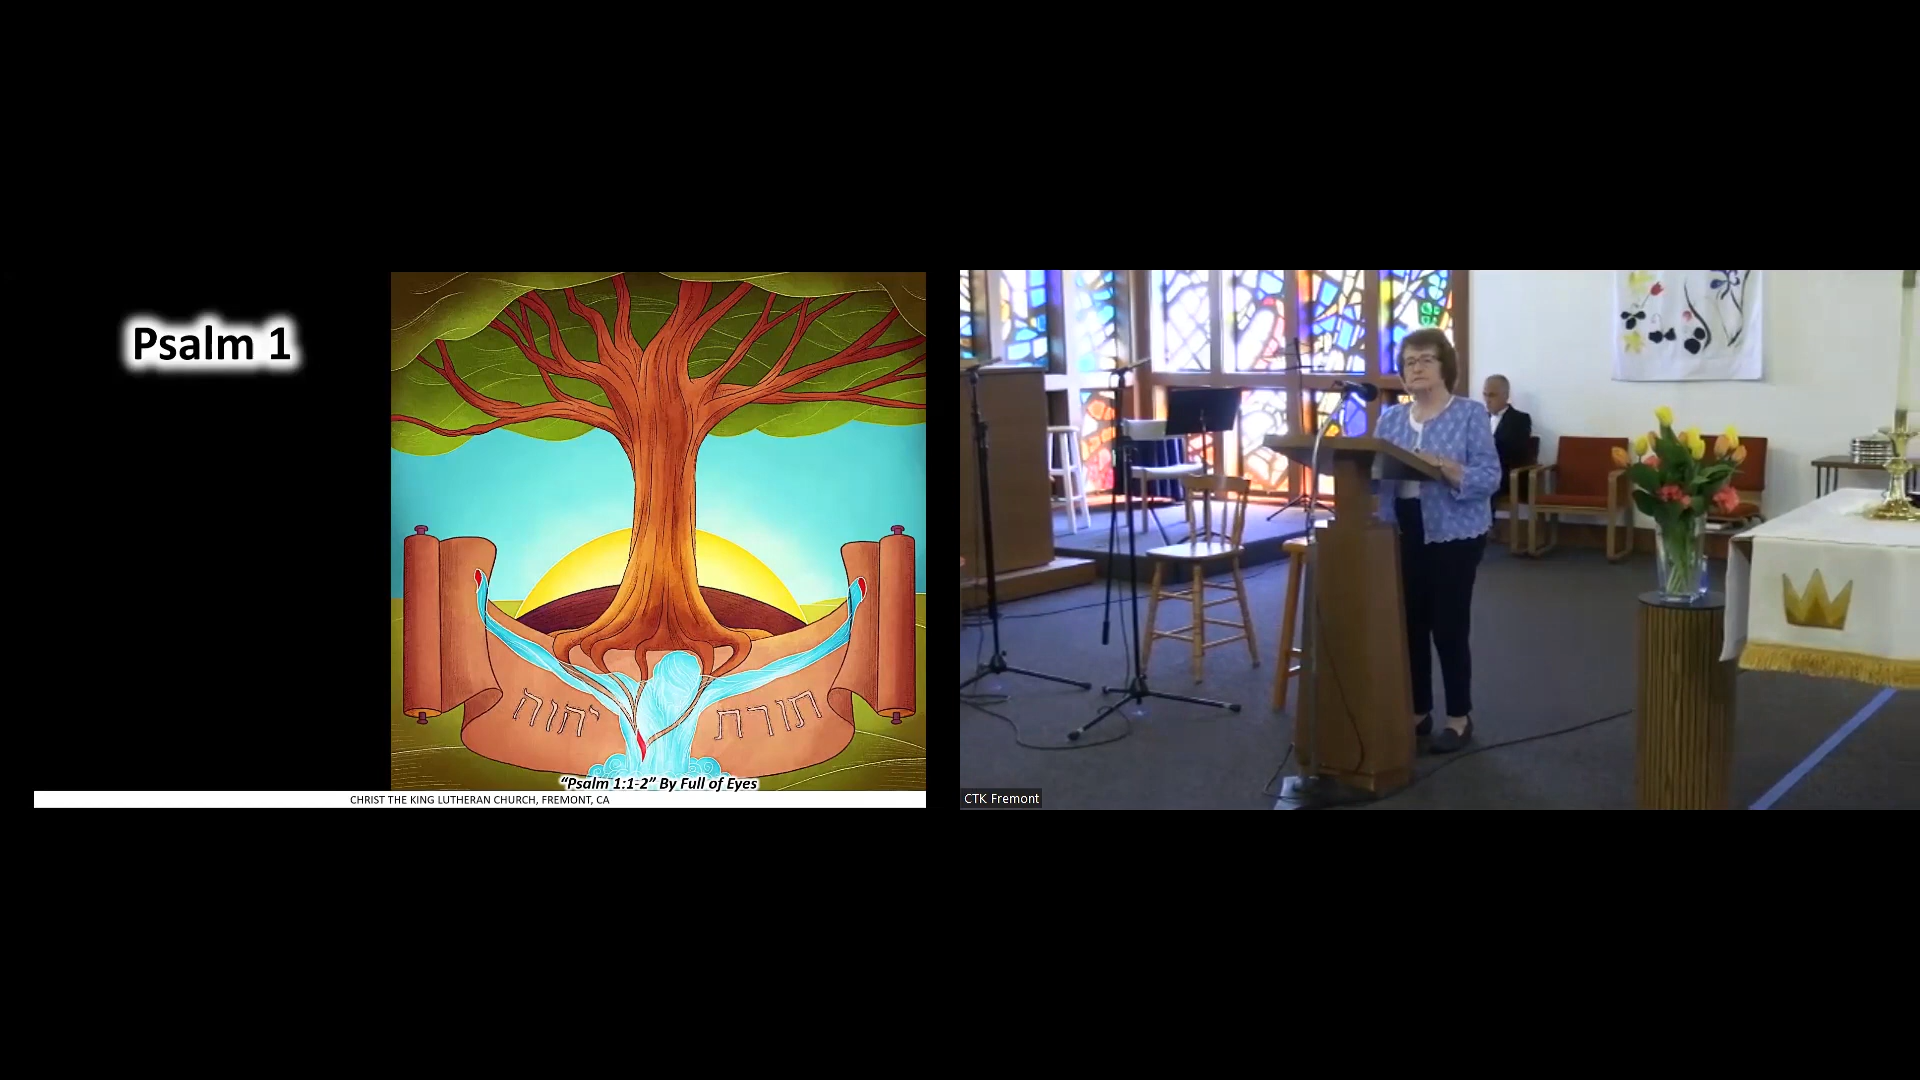 Psalm 1
תורת יהוה
“Psalm 1:1-2” By Full of Eyes
CHRIST THE KING LUTHERAN CHURCH, FREMONT, CA
CTK Fremont